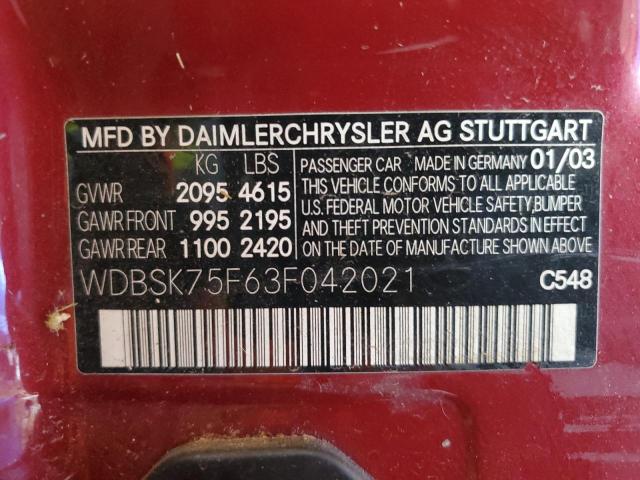 MFD BY DAIMLERCHRYSLER AG STUTTGART
KG LBS
GVWR 2095 4615
GAWR FRONT 995 2195
GAWR REAR 1100 2420
PASSENGER CAR MADE IN GERMANY 01/03
THIS VEHICLE CONFORMS TO ALL APPLICABLE
U.S. FEDERAL MOTOR VEHICLE SAFETY, BUMPER
AND THEFT PREVENTION STANDARDS IN EFFECT
ON THE DATE OF MANUFACTURE SHOWN ABOVE
WDBSK75F63F042021 C548